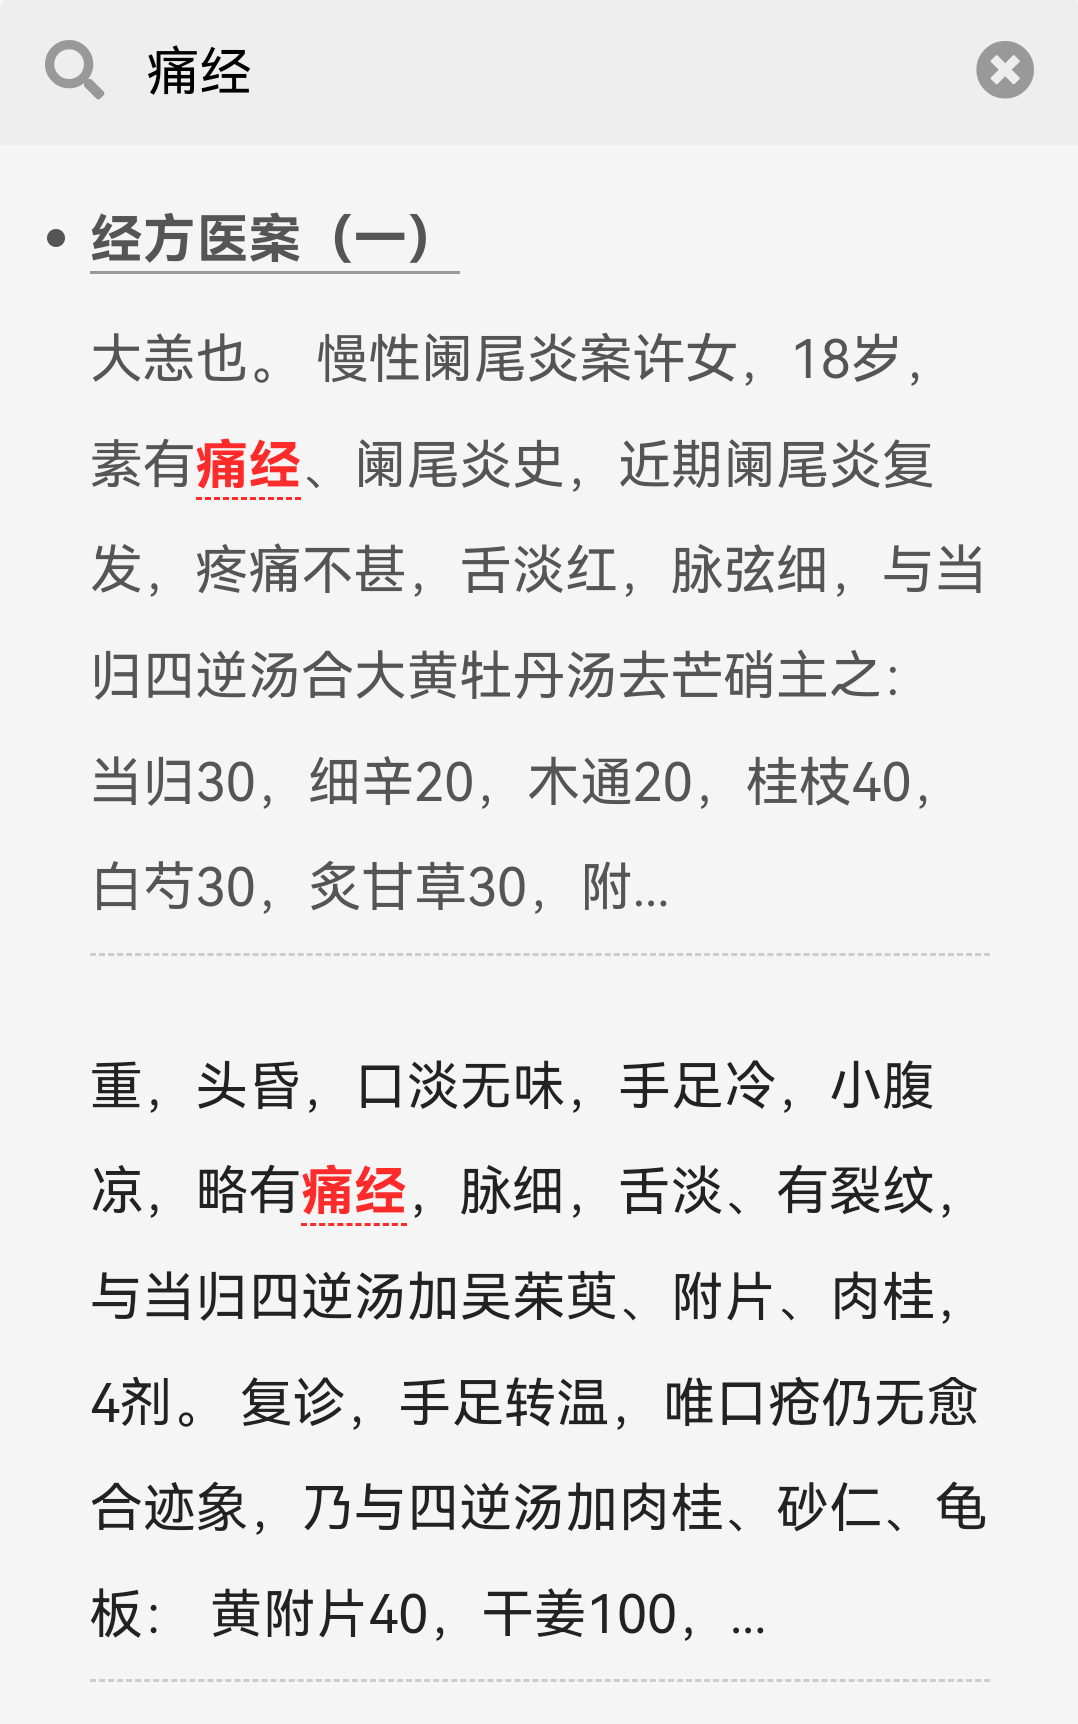 痛经
经方医案（一）
大恙也。 慢性阑尾炎案许女，18岁，
素有痛经、阑尾炎史，近期阑尾炎复
发，疼痛不甚，舌淡红，脉弦细，与当
归四逆汤合大黄牡丹汤去芒硝主之：
当归30，细辛20，木通20，桂枝40，
白芍30，炙甘草30，附...
重，头昏，口淡无味，手足冷，小腹
凉，略有痛经，脉细，舌淡、有裂纹，
与当归四逆汤加吴茱萸、附片、肉桂，
4剂。 复诊，手足转温，唯口疮仍无愈
合迹象，乃与四逆汤加肉桂、砂仁、龟
板： 黄附片40，干姜100，...